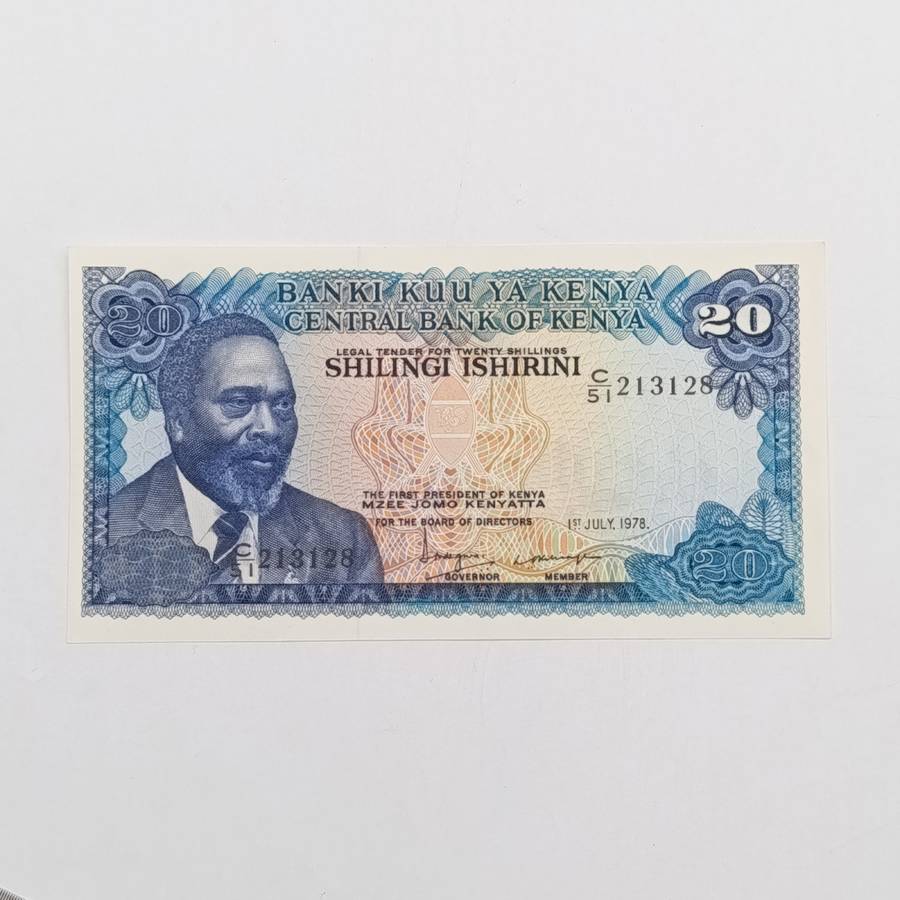 20
BANKI KUU YA KENYA
CENTRAL BANK OF KENYA
20
LEGAL TENDER FOR TWENTY SHILLINGS
SHILINGI ISHIRINI
C/51 213128
THE FIRST PRESIDENT OF KENYA
MZEE JOMO KENYATTA
FOR THE BOARD OF DIRECTORS
1ST JULY, 1978.
C/51 213128
GOVERNOR
MEMBER
20